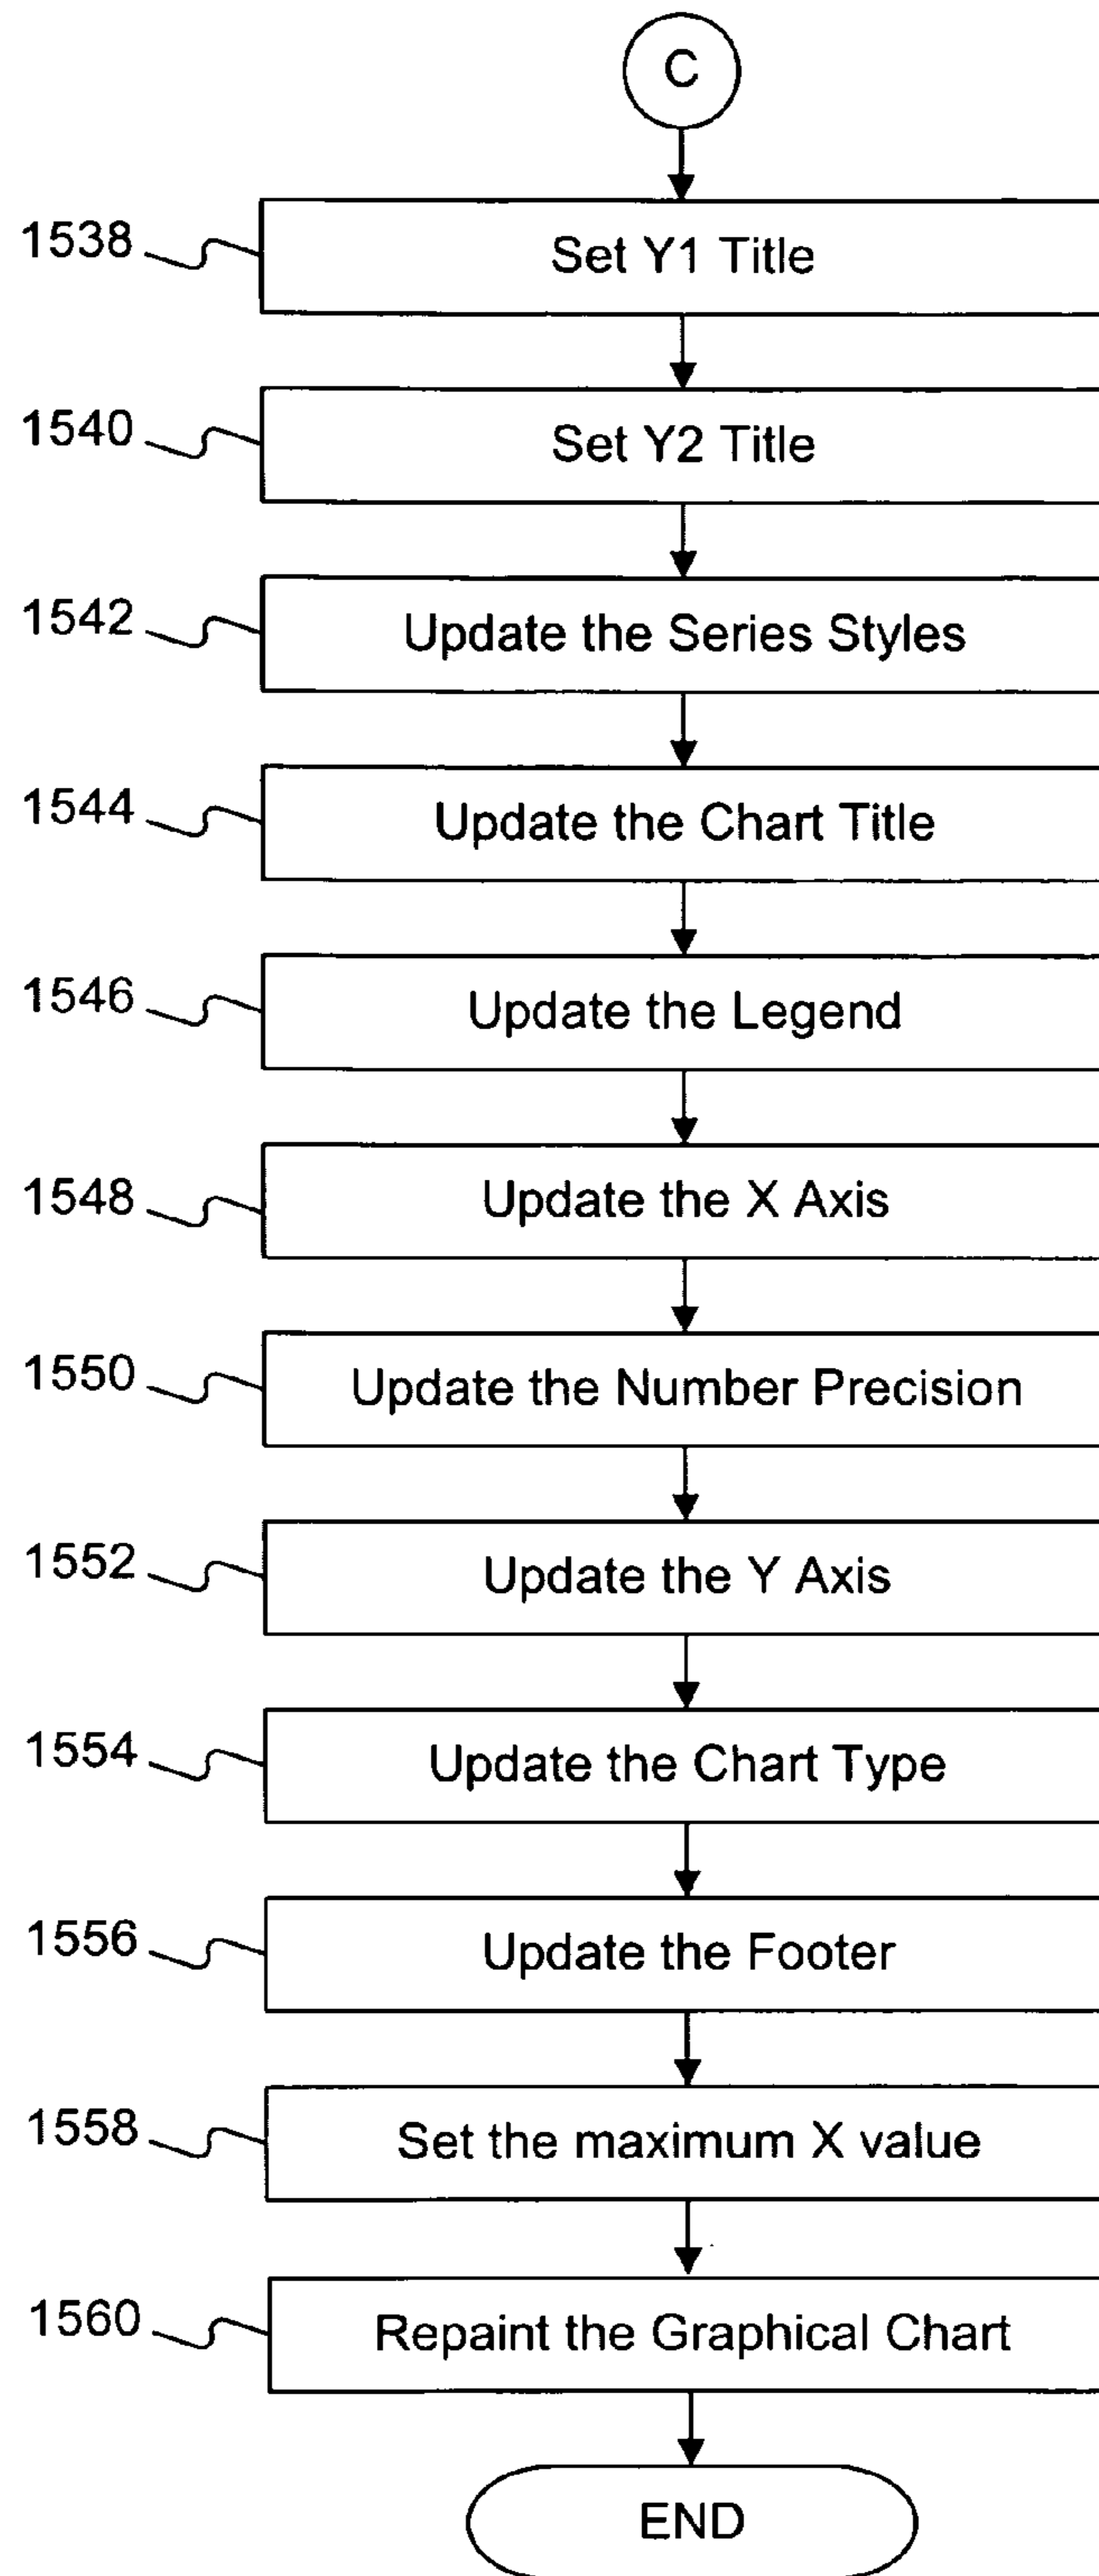 C
1538 Set Y1 Title
1540 Set Y2 Title
1542 Update the Series Styles
1544 Update the Chart Title
1546 Update the Legend
1548 Update the X Axis
1550 Update the Number Precision
1552 Update the Y Axis
1554 Update the Chart Type
1556 Update the Footer
1558 Set the maximum X value
1560 Repaint the Graphical Chart
END